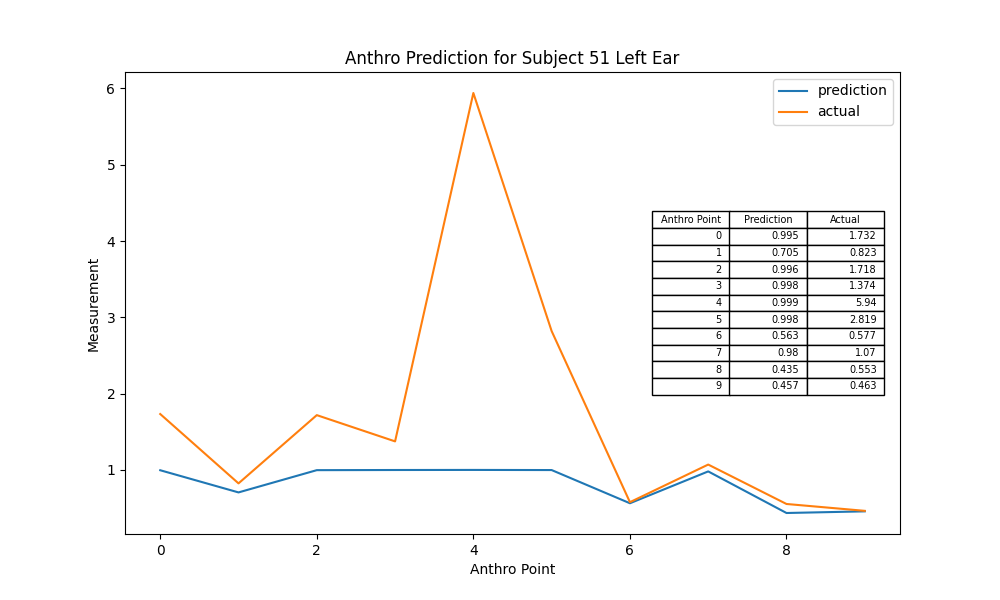 Anthro Prediction for Subject 51 Left Ear
prediction
actual
6
5
4
3
2
1
Measurement
Anthro Point Prediction Actual
0 0.995 1.732
1 0.705 0.823
2 0.996 1.718
3 0.998 1.374
4 0.999 5.94
5 0.998 2.819
6 0.563 0.577
7 0.98 1.07
8 0.435 0.553
9 0.457 0.463
0 2 4 6 8
Anthro Point